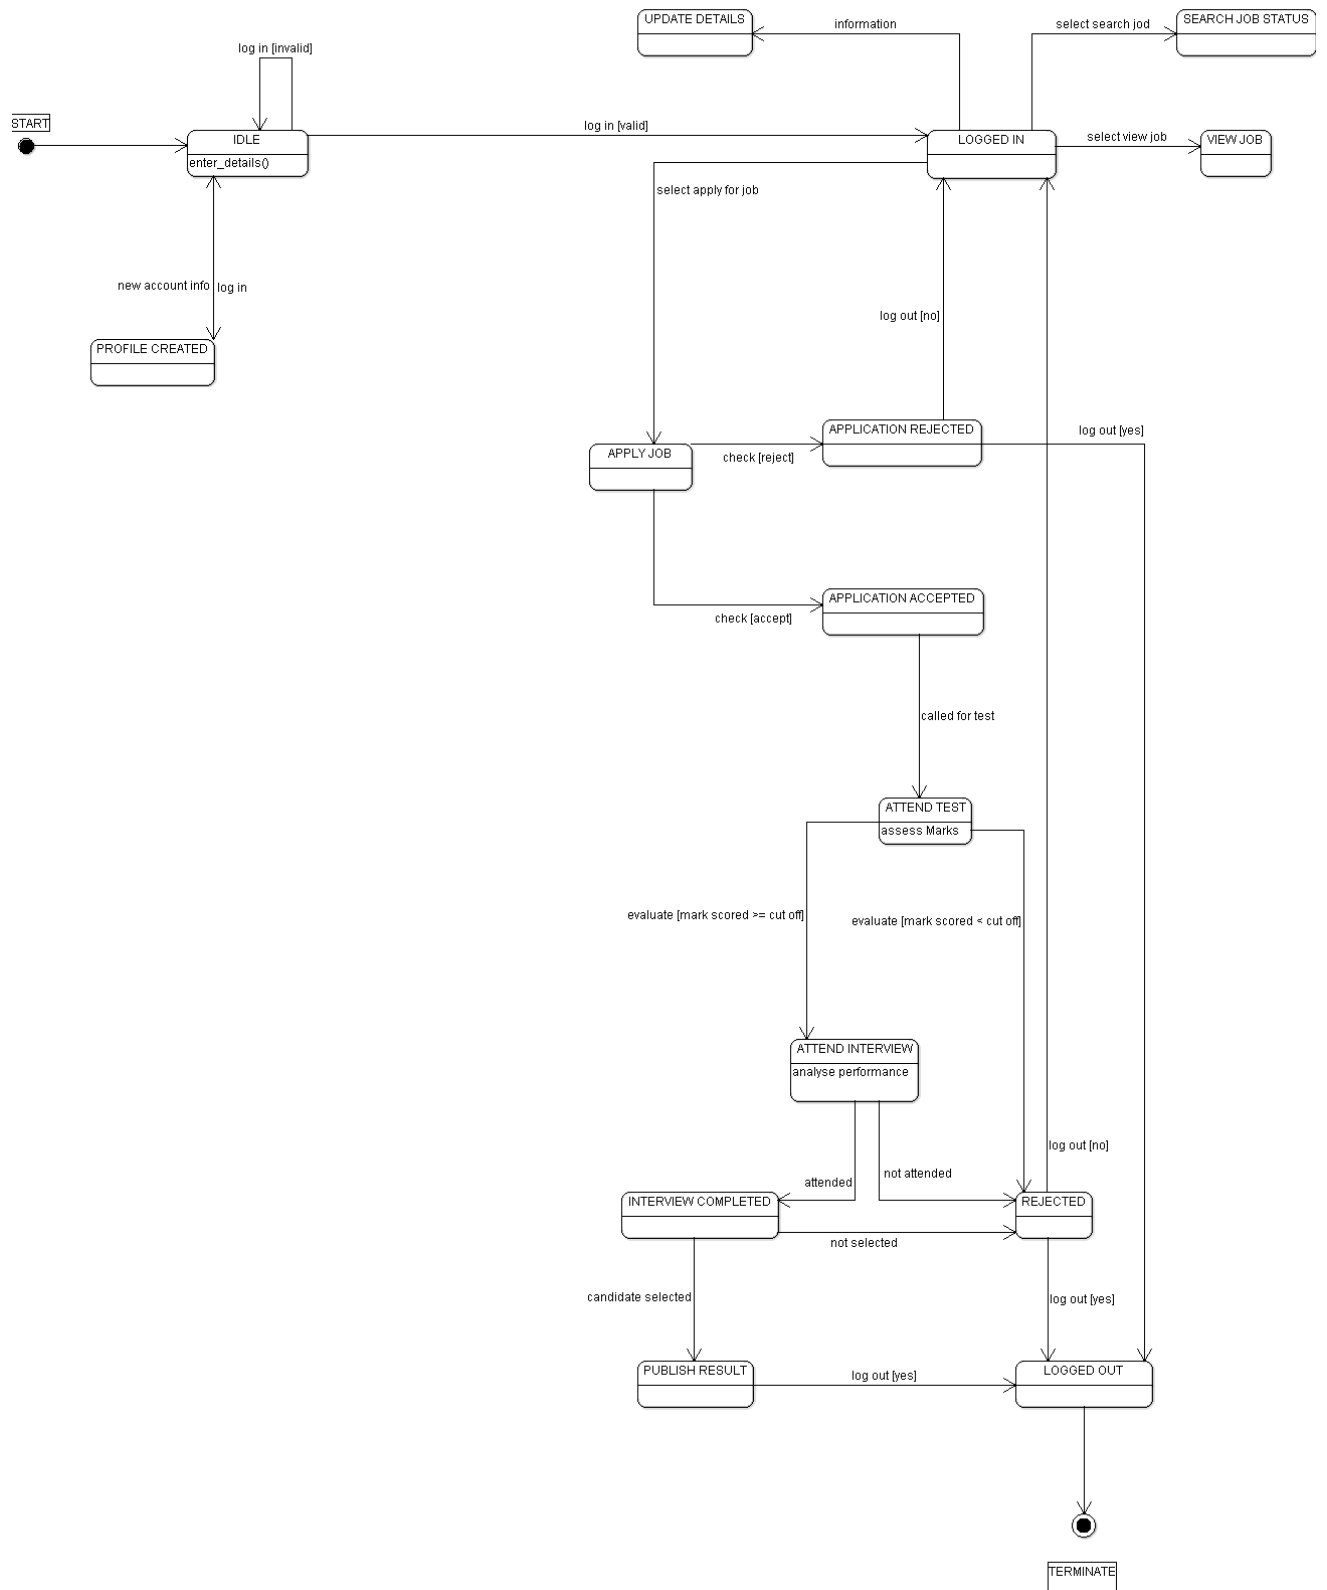 UPDATE DETAILS
information
select search jod
SEARCH JOB STATUS
log in [invalid]
START
IDLE
enter_details()
log in [valid]
LOGGED IN
select view job
VIEW JOB
select apply for job
new account info
log in
log out [no]
PROFILE CREATED
APPLICATION REJECTED
log out [yes]
APPLY JOB
check [reject]
APPLICATION ACCEPTED
check [accept]
called for test
ATTEND TEST
assess Marks
evaluate [mark scored >= cut off]
evaluate [mark scored < cut off]
ATTEND INTERVIEW
analyse performance
log out [no]
attended
not attended
INTERVIEW COMPLETED
REJECTED
not selected
candidate selected
log out [yes]
PUBLISH RESULT
log out [yes]
LOGGED OUT
TERMINATE